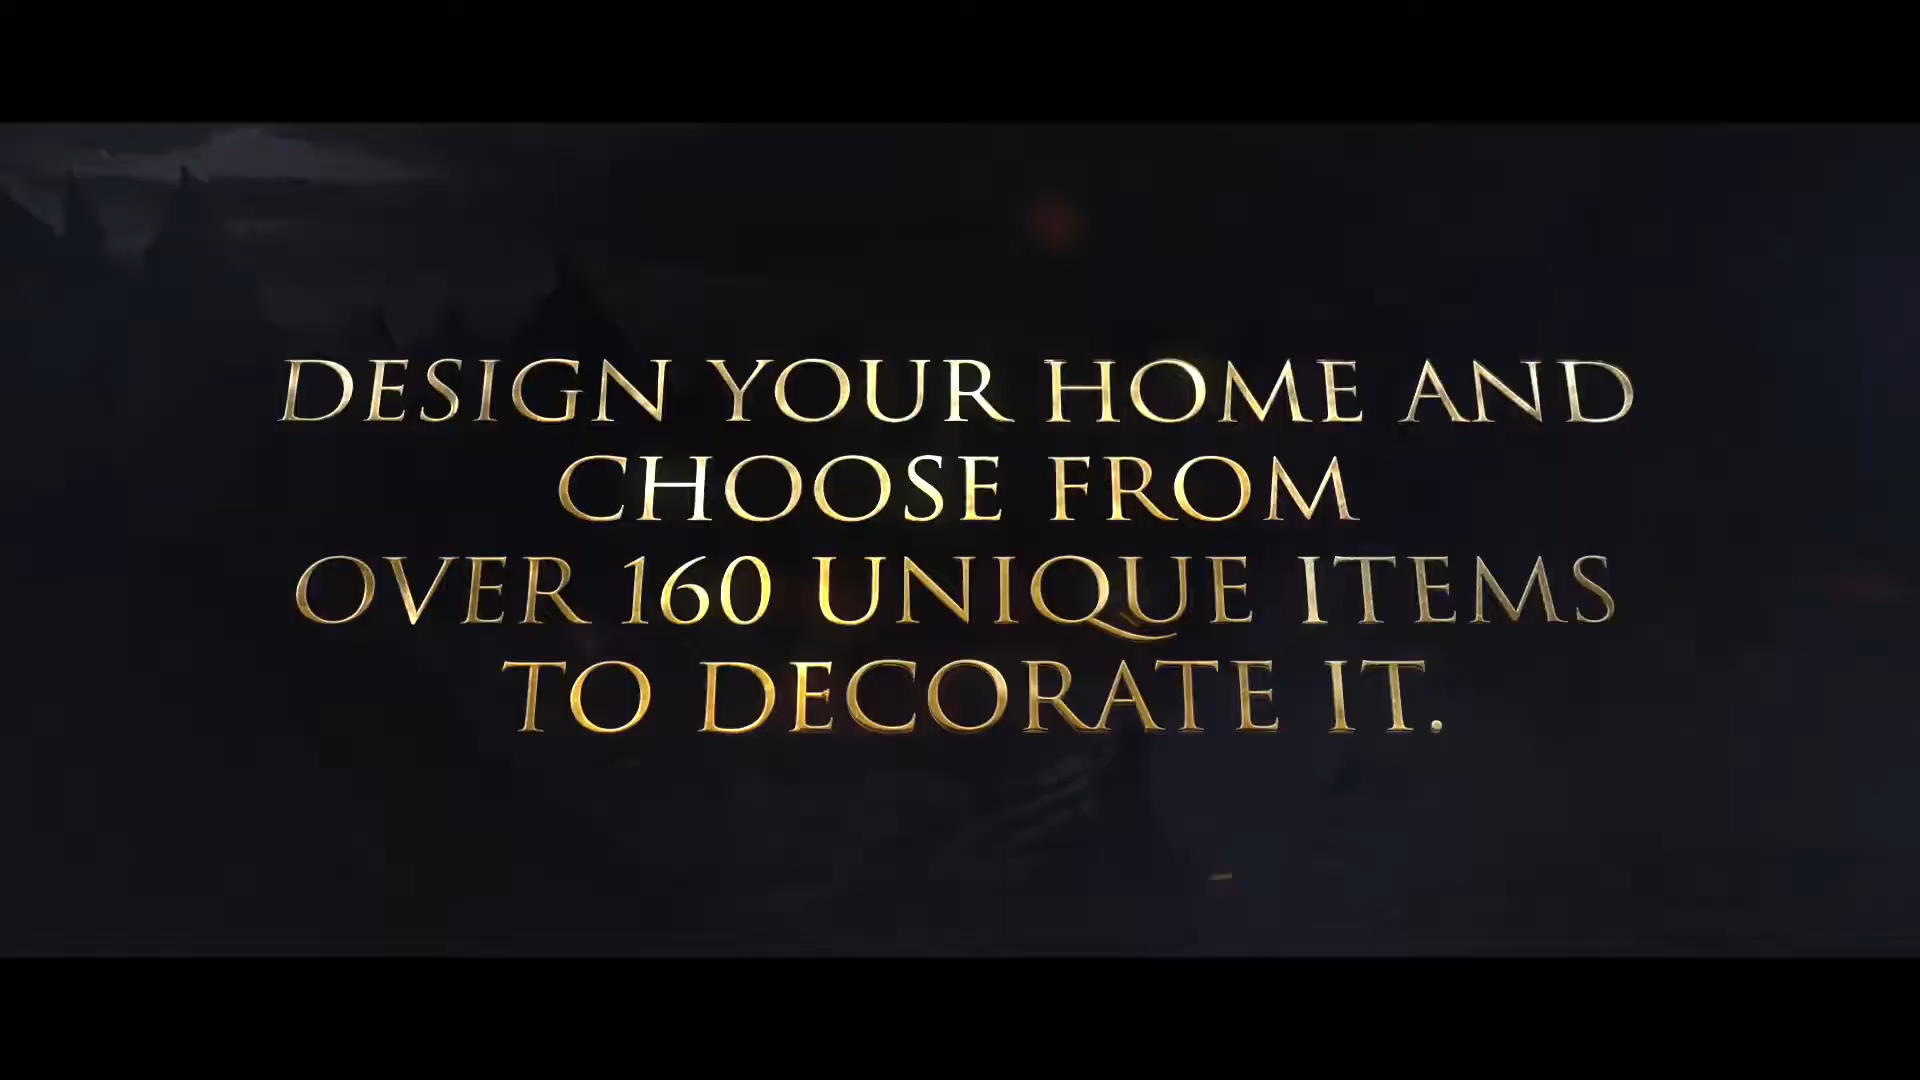 DESIGN YOUR HOME AND
CHOOSE FROM
OVER 160 UNIQUE ITEMS
TO DECORATE IT.